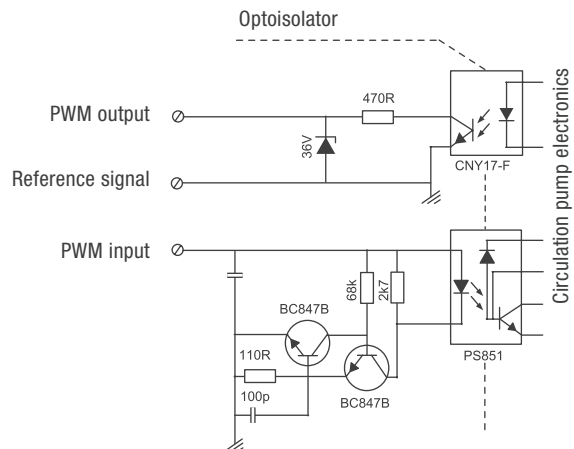 Optoisolator
PWM output
470R
36V
CNY17-F
Reference signal
PWM input
68k
2k7
BC847B
110R
100p
BC847B
PS851
Circulation pump electronics